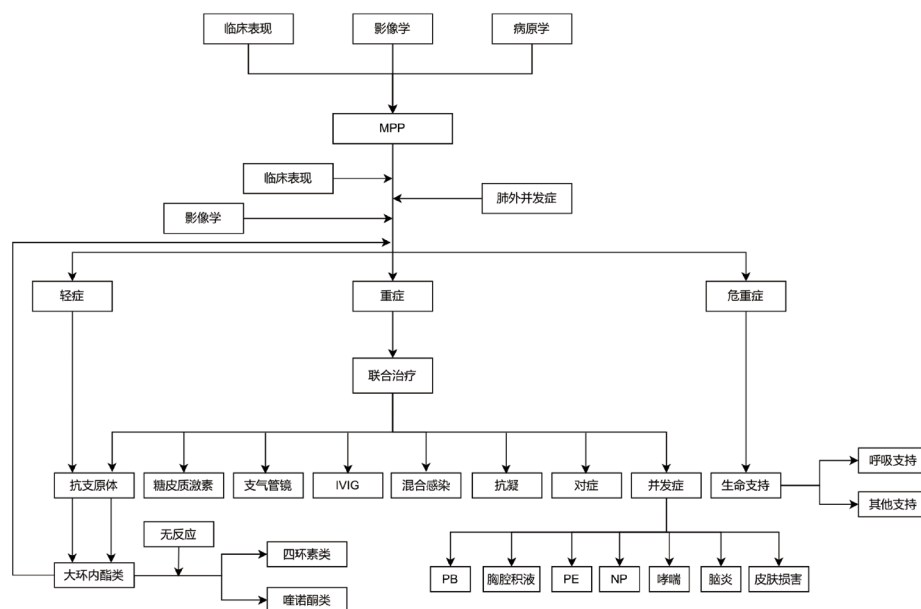 临床表现
影像学
病原学
MPP
临床表现
肺外并发症
影像学
轻症
重症
危重症
联合治疗
抗支原体
糖皮质激素
支气管镜
IVIG
混合感染
抗凝
对症
并发症
生命支持
呼吸支持
其他支持
无反应
大环内酯类
四环素类
喹诺酮类
PB
胸腔积液
PE
NP
哮喘
脑炎
皮肤损害